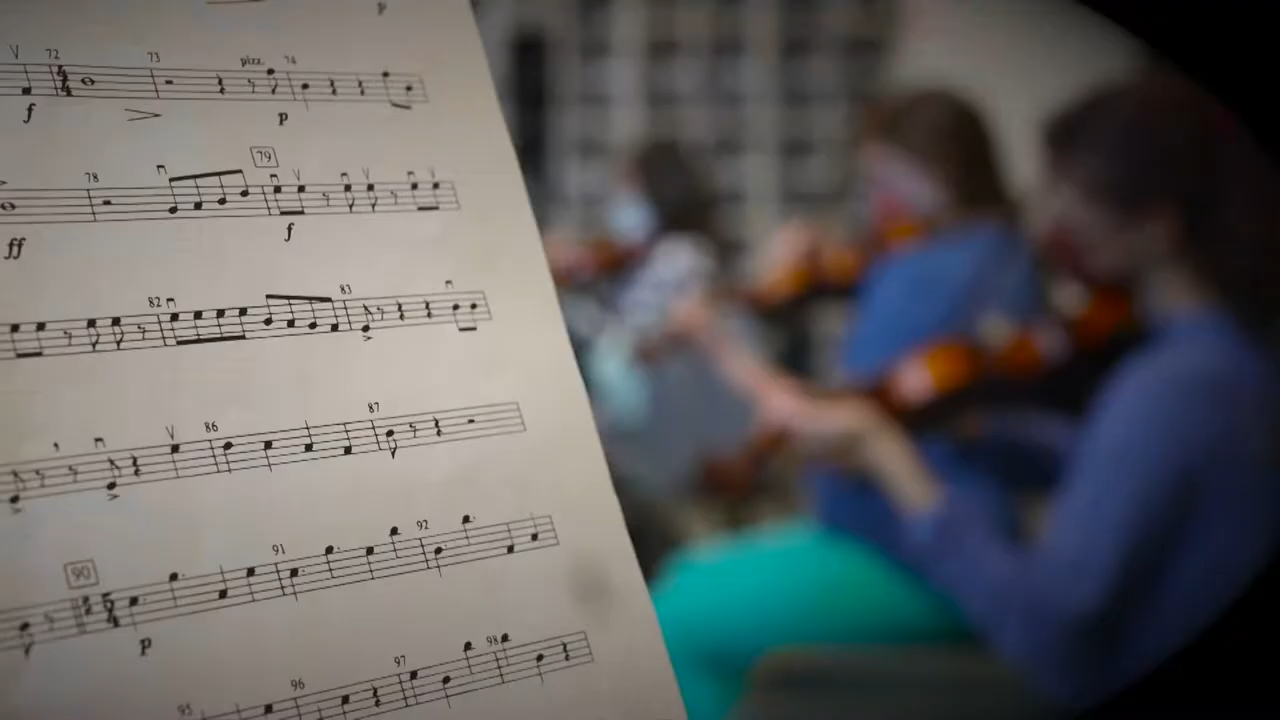 p
V 72 73 pizz. 74
f p
78 79 V V V
ff f
82 83
V 86 87
90 91 92
p
95 96 97 98